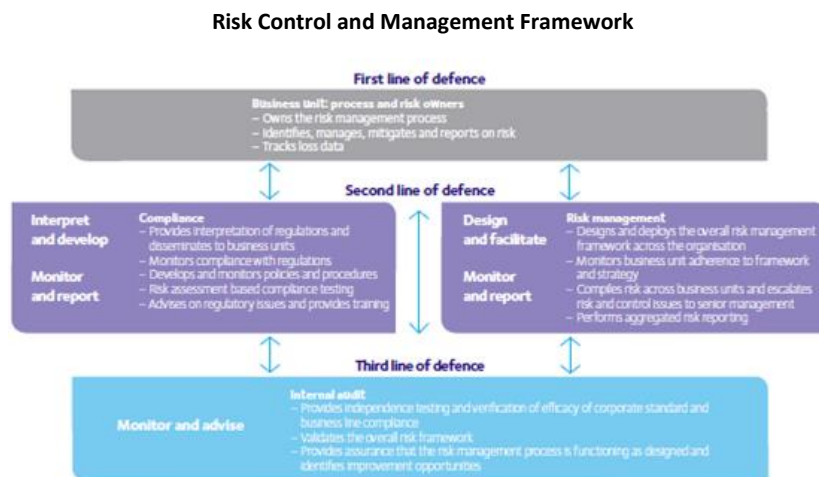 Risk Control and Management Framework
First line of defence
Business unit: process and risk owners
– Owns the risk management process
– Identifies, manages, mitigates and reports on risk
– Tracks loss data
Second line of defence
Interpret
and develop
Monitor
and report
Compliance
– Provides interpretation of regulations and
disseminates to business units
– Monitors compliance with regulations
– Develops and monitors policies and procedures
– Risk assessment based compliance testing
– Advises on regulatory issues and provides training
Design
and facilitate
Monitor
and report
Risk management
– Designs and deploys the overall risk management
framework across the organisation
– Monitors business unit adherence to framework
and strategy
– Compiles risk across business units and escalates
risk and control issues to senior management
– Performs aggregated risk reporting
Third line of defence
Monitor and advise
Internal audit
– Provides independence testing and verification of efficacy of corporate standard and
business line compliance
– Validates the overall risk framework
– Provides assurance that the risk management process is functioning as designed and
identifies improvement opportunities